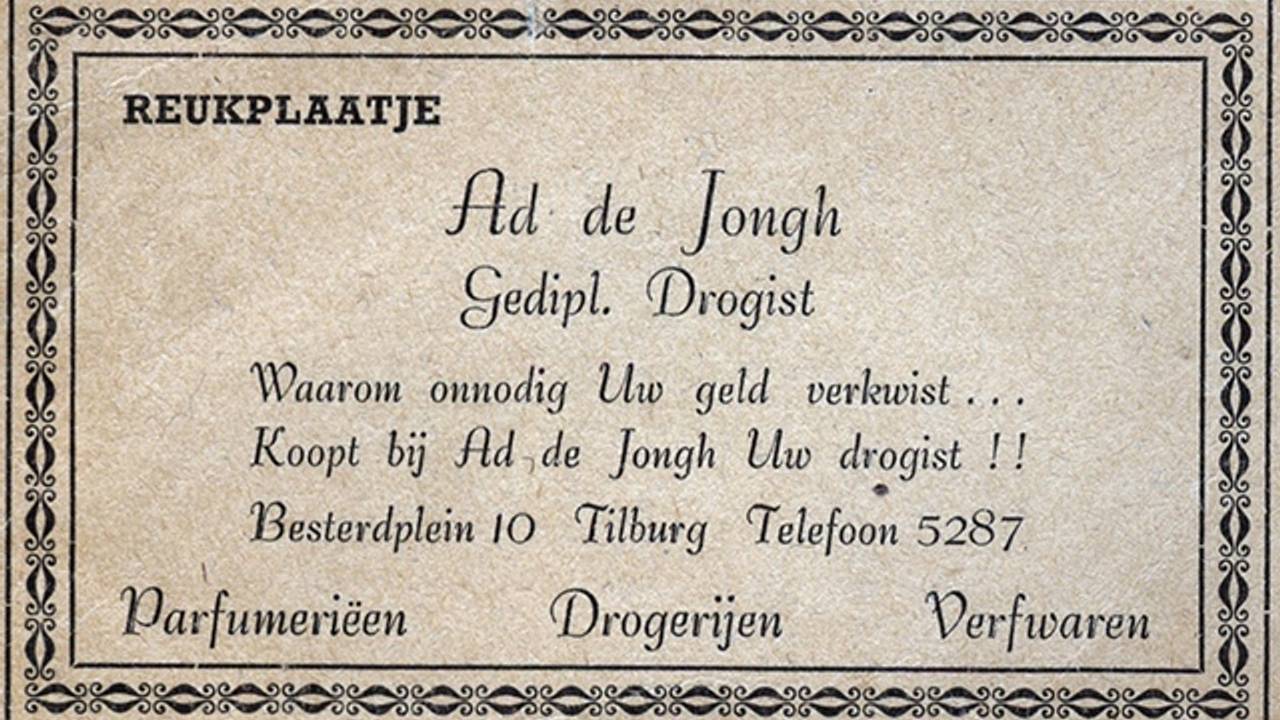 REUKPLAATJE
Ad de Jongh
Gedipl. Drogist
Waarom onnodig Uw geld verkwist . . .
Koopt bij Ad de Jongh Uw drogist ! !
Besterdplein 10 Tilburg Telefoon 5287
Parfumeriëen Drogerijen Verfwaren